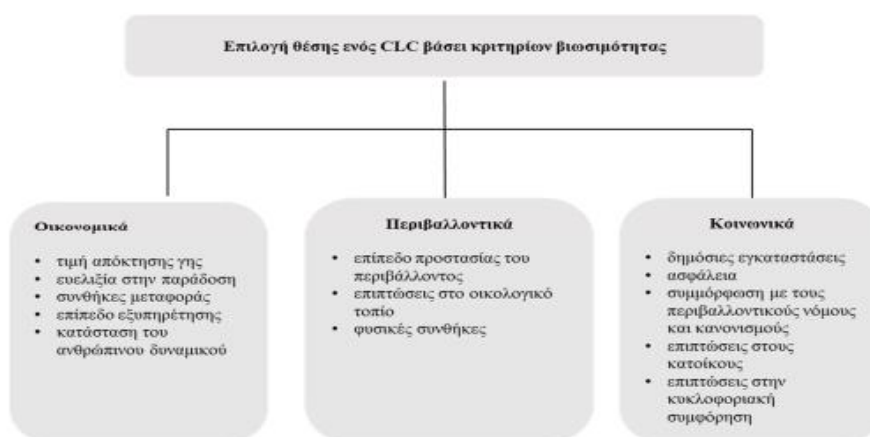 Επιλογή θέσης ενός CLC βάσει κριτηρίων βιωσιμότητας
Οικονομικά
• τιμή απόκτησης γης
• ευελιξία στην παράδοση
• συνθήκες μεταφοράς
• επίπεδο εξυπηρέτησης
• κατάσταση του
ανθρώπινου δυναμικού
Περιβαλλοντικά
• επίπεδο προστασίας του
περιβάλλοντος
• επιπτώσεις στο οικολογικό
τοπίο
• φυσικές συνθήκες
Κοινωνικά
• δημόσιες εγκαταστάσεις
• ασφάλεια
• συμμόρφωση με τους
περιβαλλοντικούς νόμους
και κανονισμούς
• επιπτώσεις στους
κατοίκους
• επιπτώσεις στην
κυκλοφοριακή
συμφόρηση